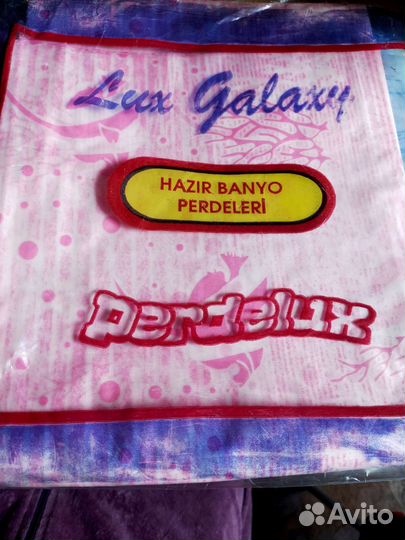 Lux Galaxy
HAZIR BANYO
PERDELERİ
perdelux
Avito